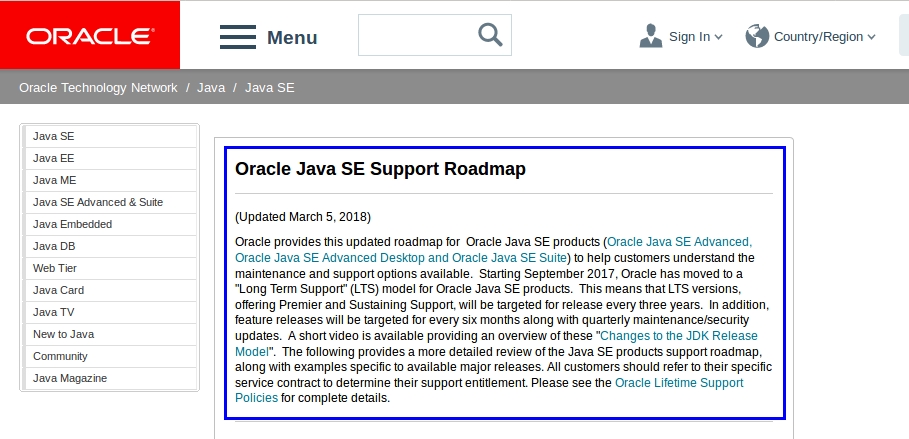 ORACLE
Menu
Sign In
Country/Region
Oracle Technology Network / Java / Java SE
Java SE
Java EE
Java ME
Java SE Advanced & Suite
Java Embedded
Java DB
Web Tier
Java Card
Java TV
New to Java
Community
Java Magazine
Oracle Java SE Support Roadmap
(Updated March 5, 2018)
Oracle provides this updated roadmap for Oracle Java SE products (Oracle Java SE Advanced,
Oracle Java SE Advanced Desktop and Oracle Java SE Suite) to help customers understand the
maintenance and support options available. Starting September 2017, Oracle has moved to a
"Long Term Support" (LTS) model for Oracle Java SE products. This means that LTS versions,
offering Premier and Sustaining Support, will be targeted for release every three years. In addition,
feature releases will be targeted for every six months along with quarterly maintenance/security
updates. A short video is available providing an overview of these "Changes to the JDK Release
Model". The following provides a more detailed review of the Java SE products support roadmap,
along with examples specific to available major releases. All customers should refer to their specific
service contract to determine their support entitlement. Please see the Oracle Lifetime Support
Policies for complete details.